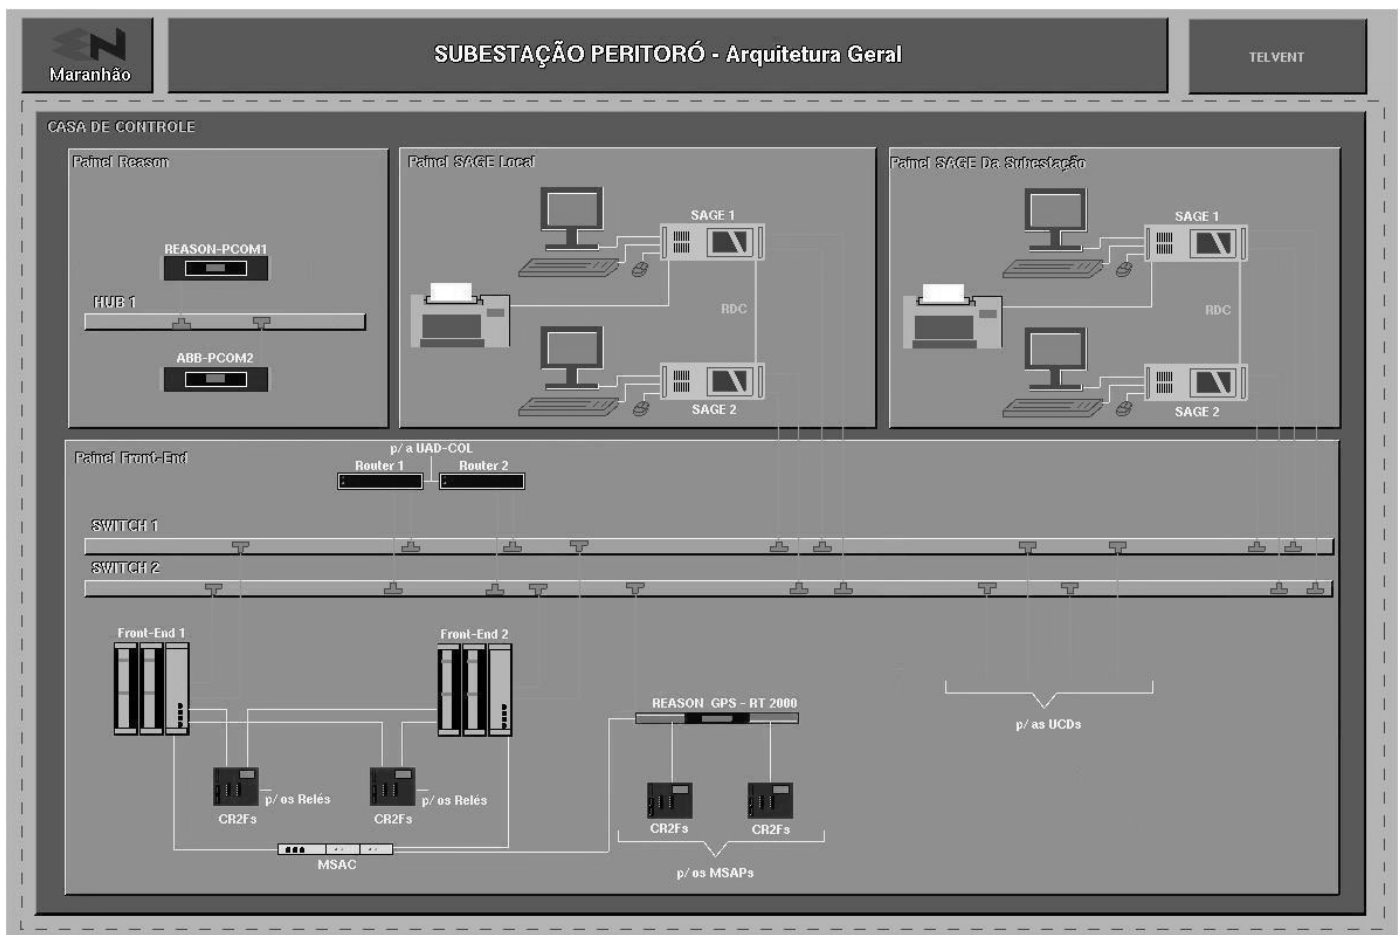 Maranhão
SUBESTAÇÃO PERITORÓ - Arquitetura Geral
TELVENT
CASA DE CONTROLE
Painel Reason
REASON-PCOM1
HUB 1
ABB-PCOM2
Painel SAGE Local
SAGE 1
RDC
SAGE 2
Painel SAGE Da Subestação
SAGE 1
RDC
SAGE 2
Painel Front-End
p/ a UAD-COL
Router 1
Router 2
SWITCH 1
SWITCH 2
Front-End 1
Front-End 2
REASON GPS - RT 2000
p/ as UCDs
p/ os Relés
p/ os Relés
CR2Fs
CR2Fs
CR2Fs
CR2Fs
MSAC
p/ os MSAPs